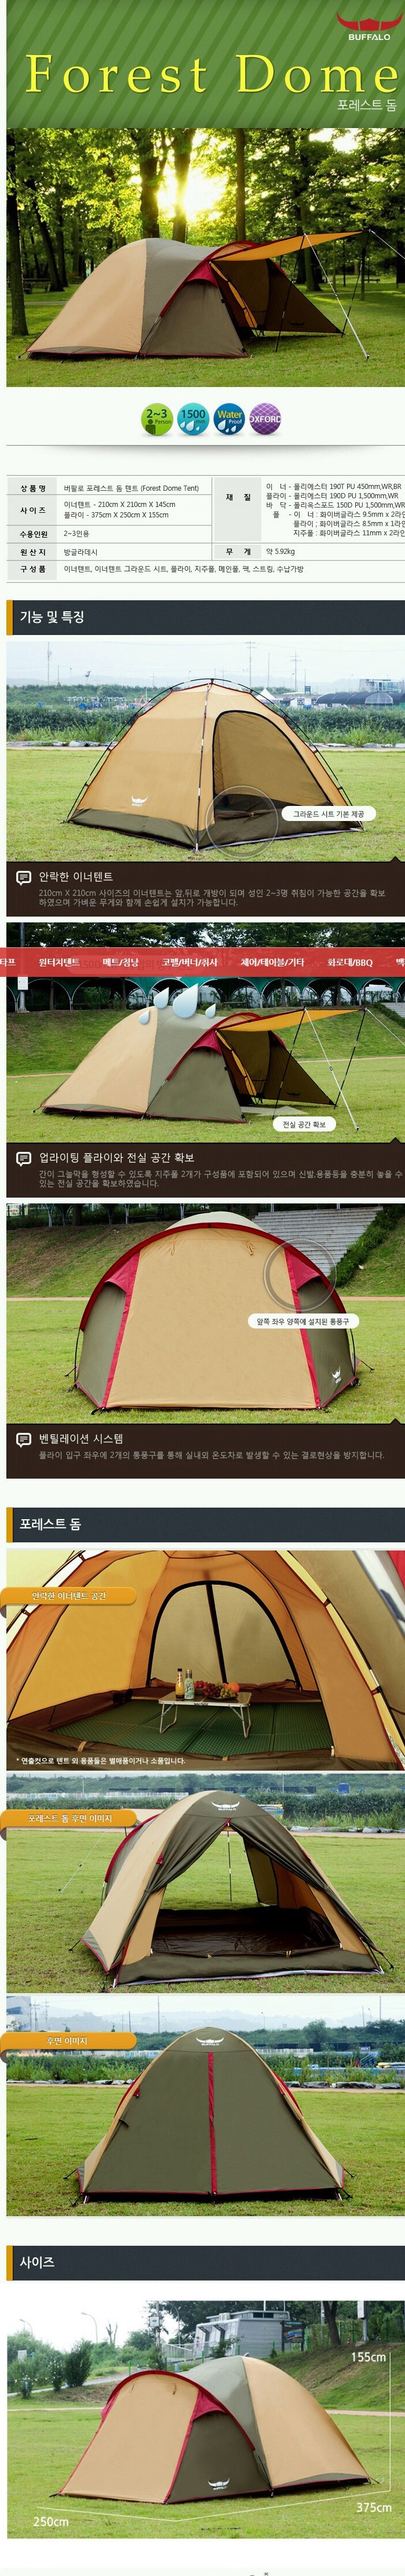 BUFFALO
Forest Dome
포레스트 돔
2~3 Person
1500 mm
Water Proof
OXFORD
상 품 명 버팔로 포레스트 돔 텐트 (Forest Dome Tent)
사 이 즈 이너텐트 - 210cm X 210cm X 145cm
플라이 - 375cm X 250cm X 155cm
수용인원 2~3인용
원 산 지 방글라데시
재 질 이 너 - 폴리에스터 190T PU 450mm,WR,BR
플라이 - 폴리에스터 190D PU 1,500mm,WR
바 닥 - 폴리옥스포드 150D PU 1,500mm,WR
폴 - 이 너 : 화이버글라스 9.5mm x 2라인
플라이 ; 화이버글라스 8.5mm x 1라인
지주폴 : 화이버글라스 11mm x 2라인
무 게 약 5.92kg
구 성 품 이너텐트, 이너텐트 그라운드 시트, 플라이, 지주폴, 메인폴, 팩, 스트링, 수납가방
기능 및 특징
그라운드 시트 기본 제공
안락한 이너텐트
210cm X 210cm 사이즈의 이너텐트는 앞,뒤로 개방이 되며 성인 2~3명 취침이 가능한 공간을 확보
하였으며 가벼운 무게와 함께 손쉽게 설치가 가능합니다.
타프 원터치텐트 매트/침낭 코펠/버너/취사 체어/테이블/기타 화로대/BBQ
전실 공간 확보
업라이팅 플라이와 전실 공간 확보
간이 그늘막을 형성할 수 있도록 지주폴 2개가 구성품에 포함되어 있으며 신발,용품등을 충분히 놓을 수
있는 전실 공간을 확보하였습니다.
앞쪽 좌우 양쪽에 설치된 통풍구
벤틸레이션 시스템
플라이 입구 좌우에 2개의 통풍구를 통해 실내외 온도차로 발생할 수 있는 결로현상을 방지합니다.
포레스트 돔
안락한 이너텐트 공간
* 연출컷으로 텐트 외 용품들은 별매품이거나 소품입니다.
포레스트 돔 후면 이미지
BUFFALO
후면 이미지
BUFFALO
사이즈
155cm
375cm
250cm